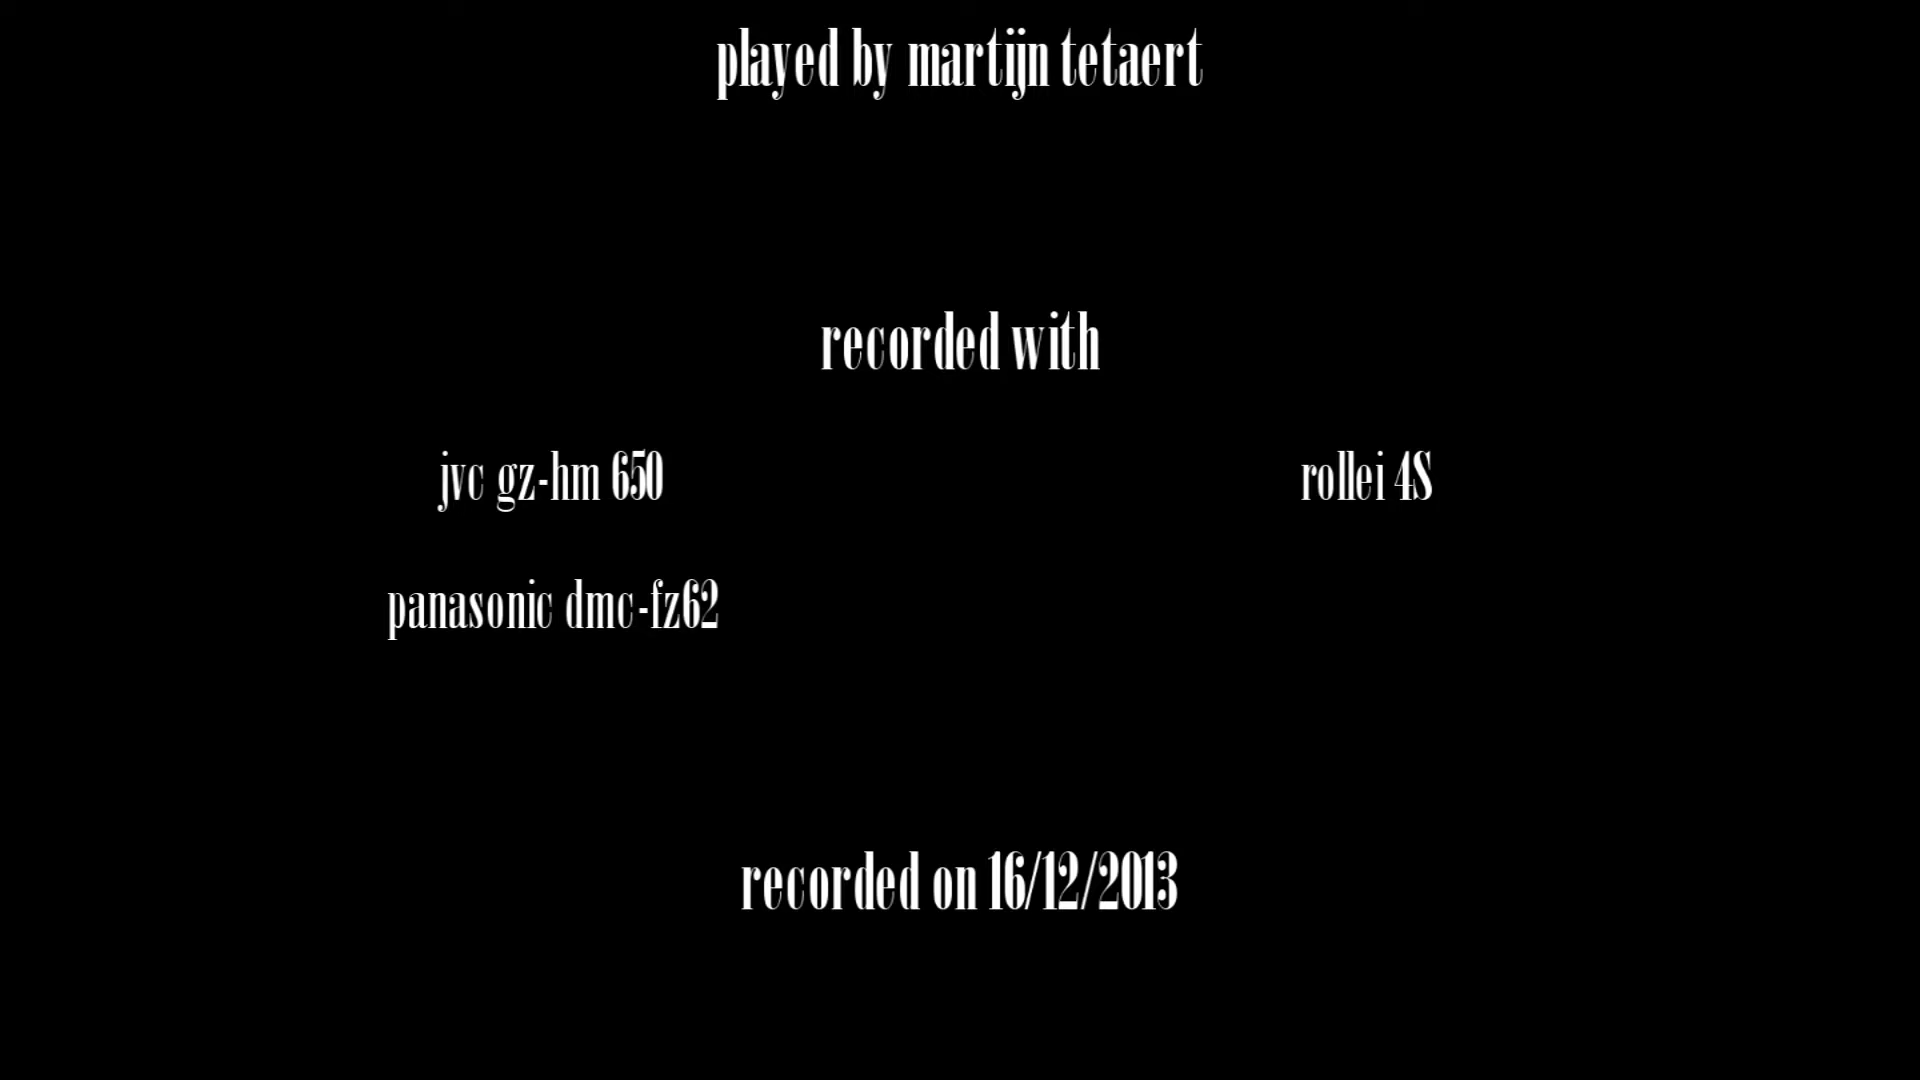 played by martijn tetaert
recorded with
jvc gz-hm 650
rollei 4S
panasonic dmc-fz62
recorded on 16/12/2013